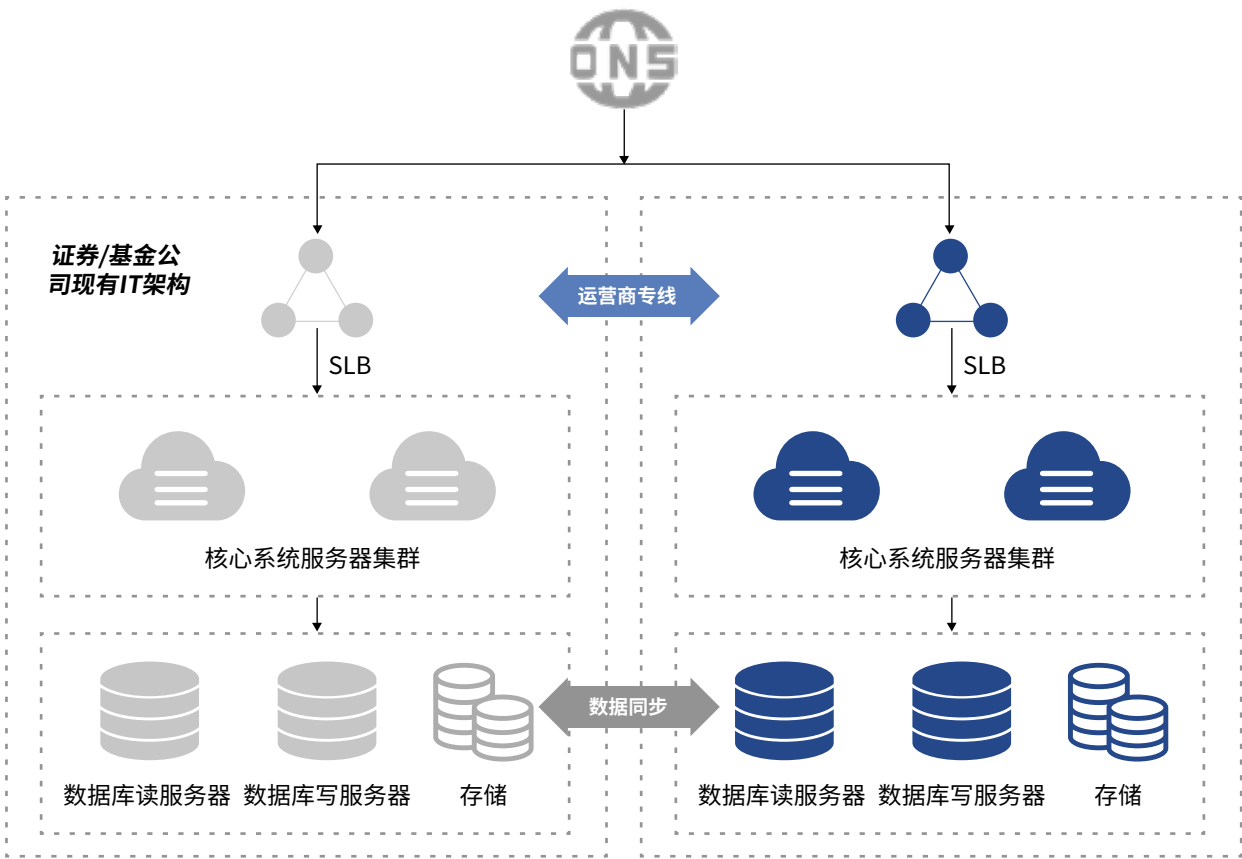 ONS
证券/基金公
司现有IT架构
运营商专线
SLB
SLB
核心系统服务器集群
核心系统服务器集群
数据同步
数据库读服务器
数据库写服务器
存储
数据库读服务器
数据库写服务器
存储